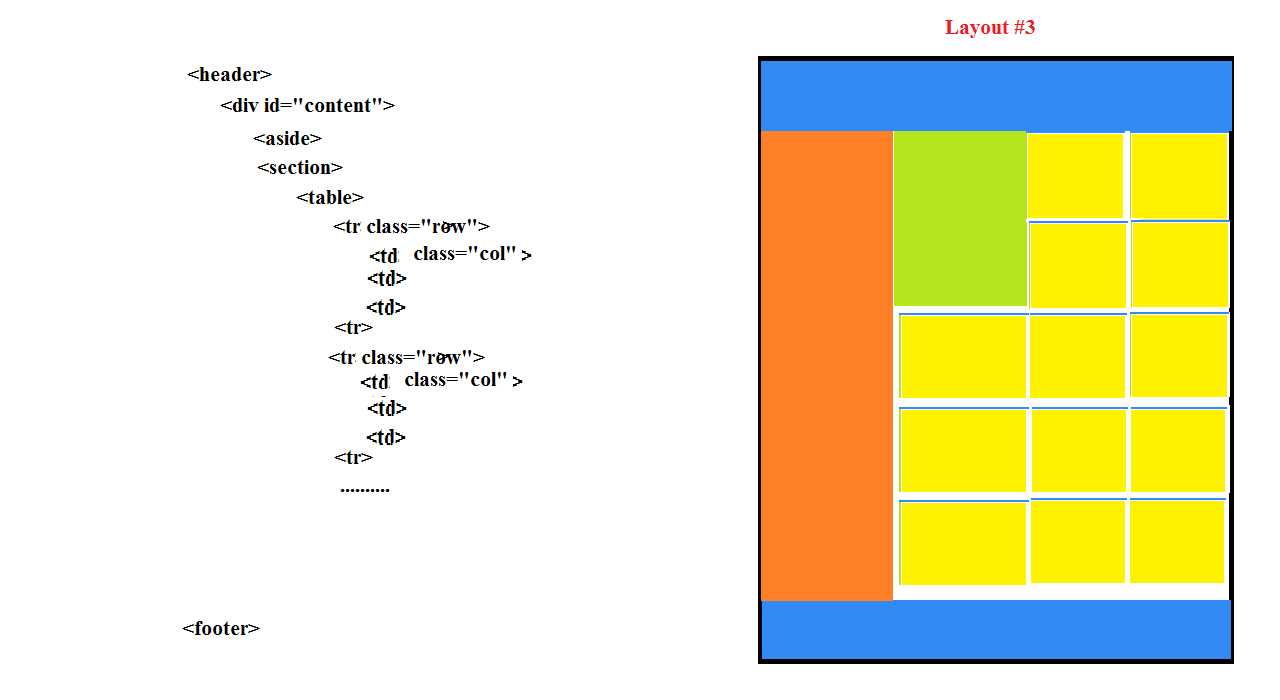 Layout #3
<header>
<div id="content">
<aside>
<section>
<table>
<tr class="row">
<td class="col" >
<td>
<td>
<tr>
<tr class="row">
<td class="col" >
<td>
<td>
<tr>
..........
<footer>